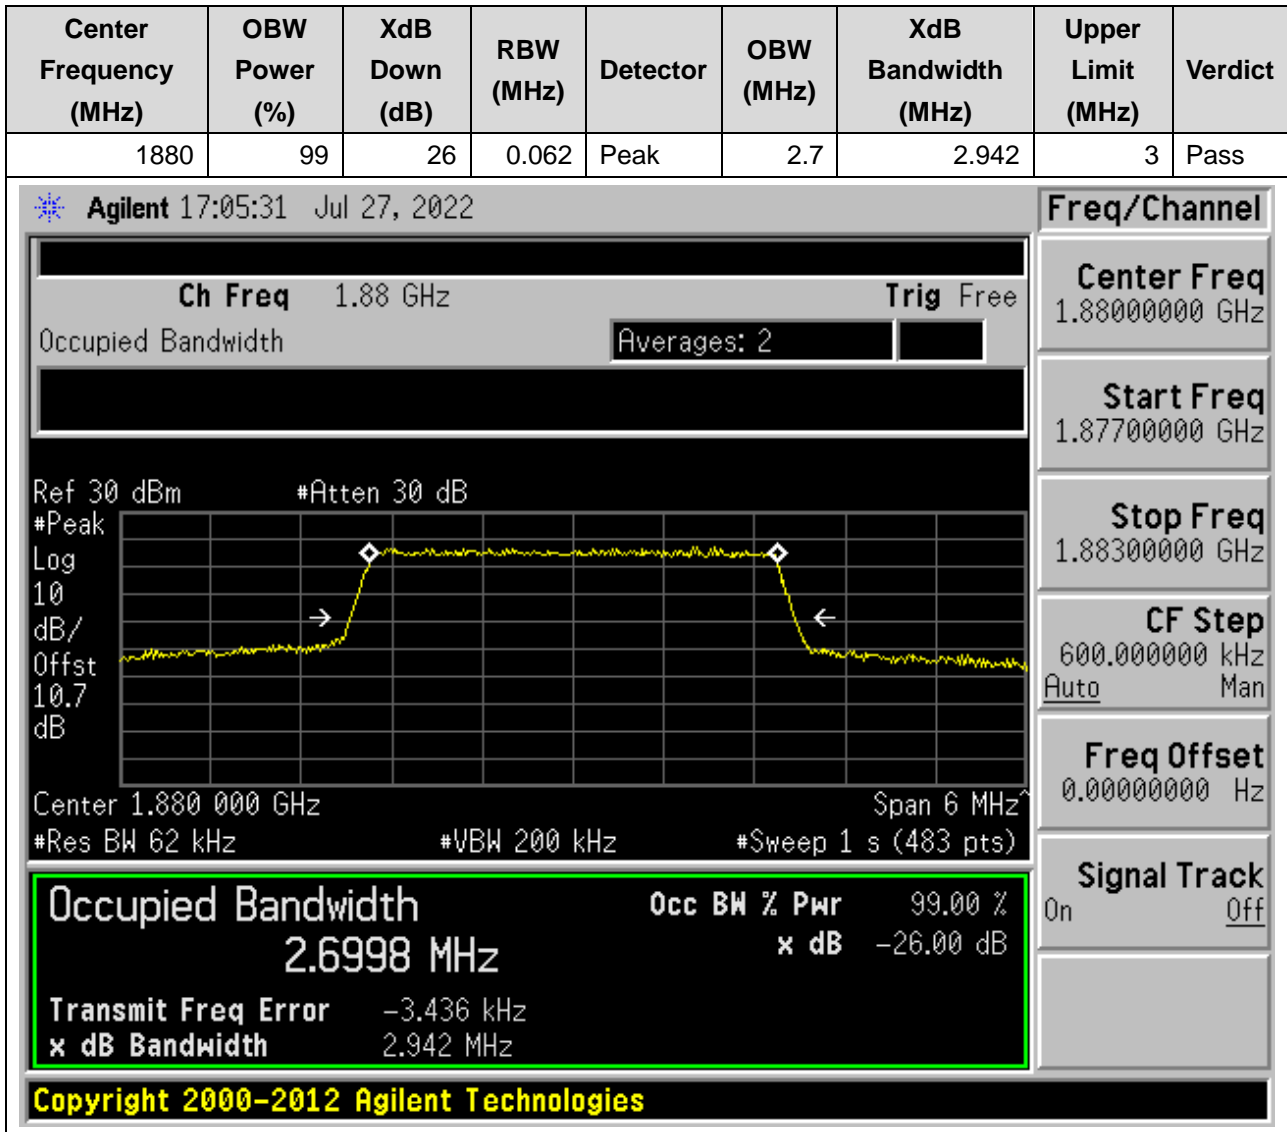 Center Frequency (MHz) OBW Power (%) XdB Down (dB) RBW (MHz) Detector OBW (MHz) XdB Bandwidth (MHz) Upper Limit (MHz) Verdict
1880 99 26 0.062 Peak 2.7 2.942 3 Pass
Agilent 17:05:31 Jul 27, 2022
Freq/Channel
Ch Freq 1.88 GHz Trig Free
Occupied Bandwidth Averages: 2
Center Freq
1.88000000 GHz
Start Freq
1.87700000 GHz
Stop Freq
1.88300000 GHz
CF Step
600.000000 kHz
Auto Man
Freq Offset
0.00000000 Hz
Signal Track
On Off
Ref 30 dBm #Atten 30 dB
#Peak
Log
10
dB/
Offst
10.7
dB
Center 1.880 000 GHz Span 6 MHz^
#Res BW 62 kHz #VBW 200 kHz #Sweep 1 s (483 pts)
Occupied Bandwidth Occ BW % Pwr 99.00 %
2.6998 MHz x dB -26.00 dB
Transmit Freq Error -3.436 kHz
x dB Bandwidth 2.942 MHz
Copyright 2000-2012 Agilent Technologies